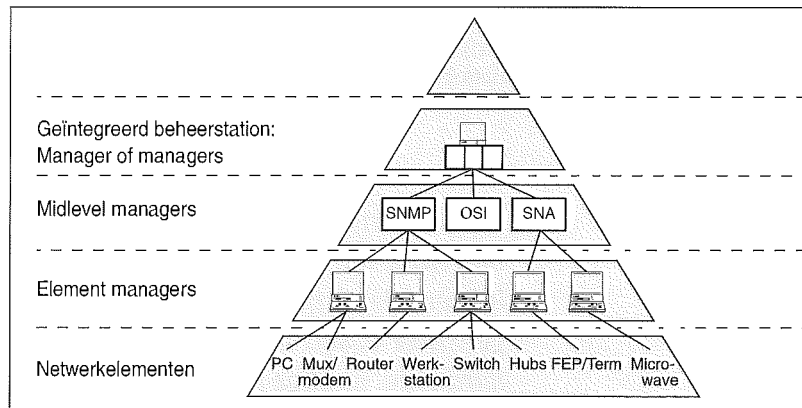 Geïntegreerd beheerstation:
Manager of managers
Midlevel managers
SNMP OSI SNA
Element managers
Netwerkelementen
PC Mux/ Router Werk- Switch Hubs FEP/Term Micro-
modem station wave